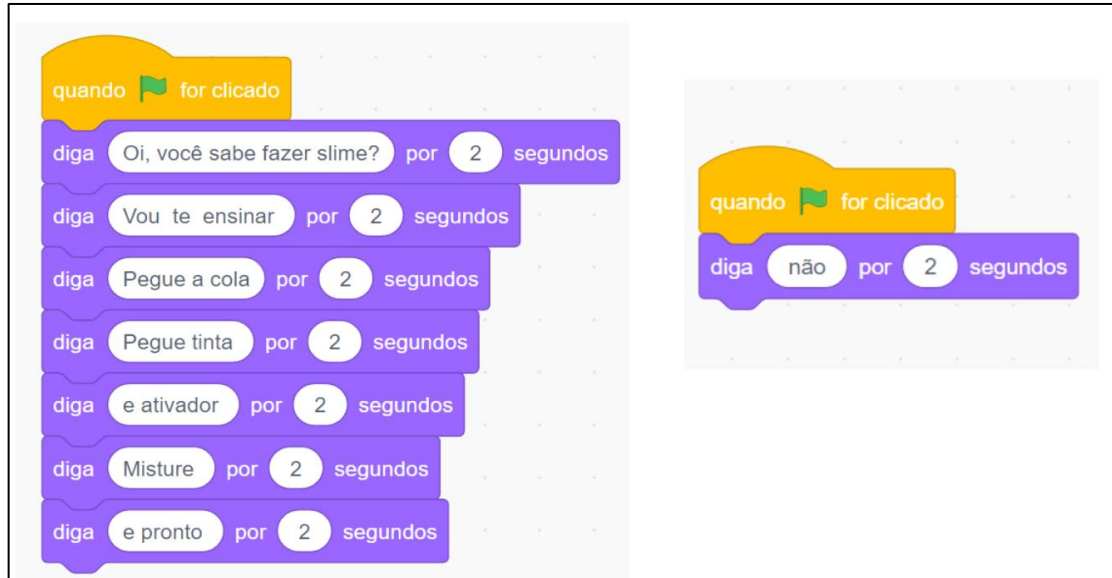 quando for clicado
diga Oi, você sabe fazer slime? por 2 segundos
diga Vou te ensinar por 2 segundos
diga Pegue a cola por 2 segundos
diga Pegue tinta por 2 segundos
diga e ativador por 2 segundos
diga Misture por 2 segundos
diga e pronto por 2 segundos
quando for clicado
diga não por 2 segundos